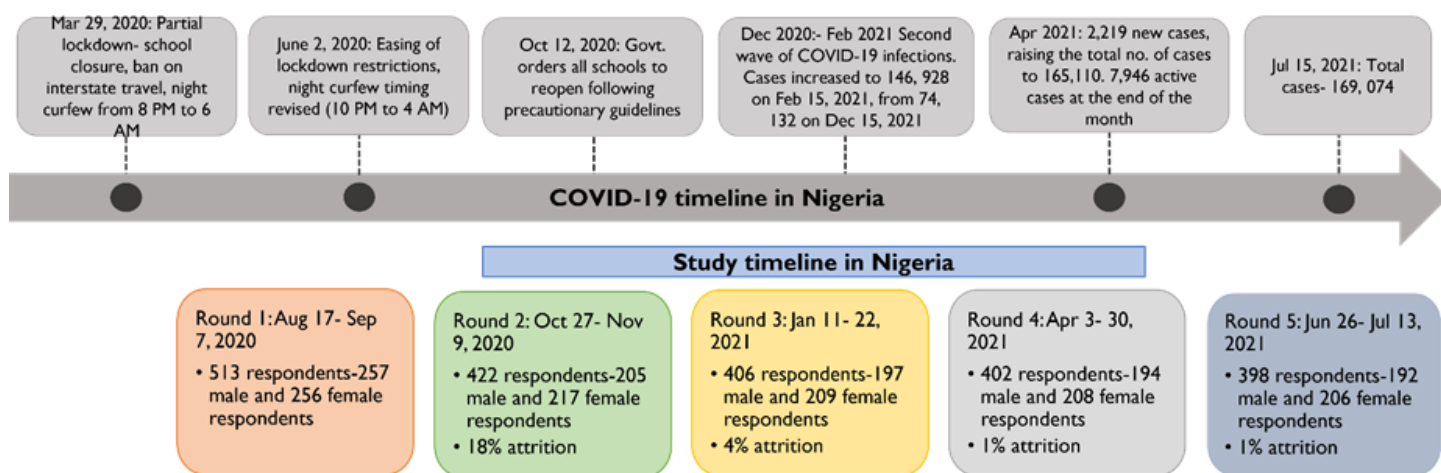 Mar 29, 2020: Partial
lockdown- school
closure, ban on
interstate travel, night
curfew from 8 PM to 6
AM
June 2, 2020: Easing of
lockdown restrictions,
night curfew timing
revised (10 PM to 4 AM)
Oct 12, 2020: Govt.
orders all schools to
reopen following
precautionary guidelines
Dec 2020:- Feb 2021 Second
wave of COVID-19 infections.
Cases increased to 146, 928
on Feb 15, 2021, from 74,
132 on Dec 15, 2021
Apr 2021: 2,219 new cases,
raising the total no. of cases
to 165,110. 7,946 active
cases at the end of the
month
Jul 15, 2021: Total
cases- 169, 074
COVID-19 timeline in Nigeria
Study timeline in Nigeria
Round 1: Aug 17- Sep
7, 2020
• 513 respondents-257
male and 256 female
respondents
Round 2: Oct 27- Nov
9, 2020
• 422 respondents-205
male and 217 female
respondents
• 18% attrition
Round 3: Jan 11- 22,
2021
• 406 respondents-197
male and 209 female
respondents
• 4% attrition
Round 4: Apr 3- 30,
2021
• 402 respondents-194
male and 208 female
respondents
• 1% attrition
Round 5: Jun 26- Jul 13,
2021
• 398 respondents-192
male and 206 female
respondents
• 1% attrition